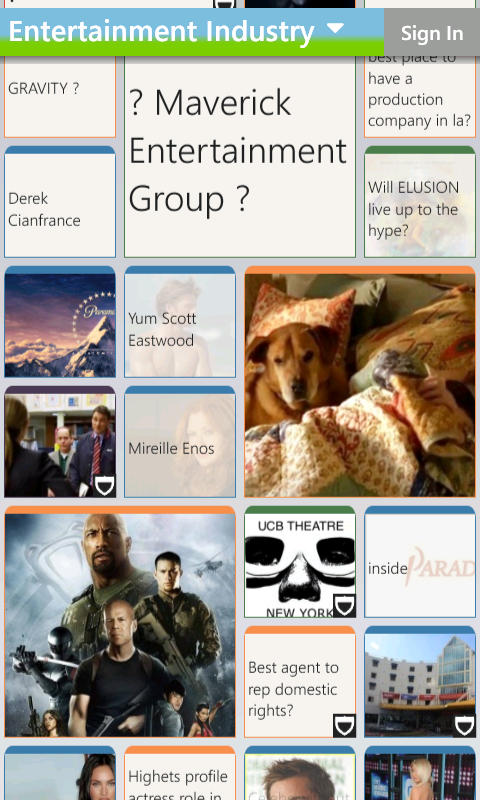 Entertainment Industry
Sign In
GRAVITY ?
? Maverick
Entertainment
Group ?
best place to
have a
production
company in la?
Derek
Cianfrance
Will ELUSION
live up to the
hype?
Paramount
Yum Scott
Eastwood
Mireille Enos
UCB THEATRE
NEW YORK
inside
PARAD
Best agent to
rep domestic
rights?
Highets profile
actress role in